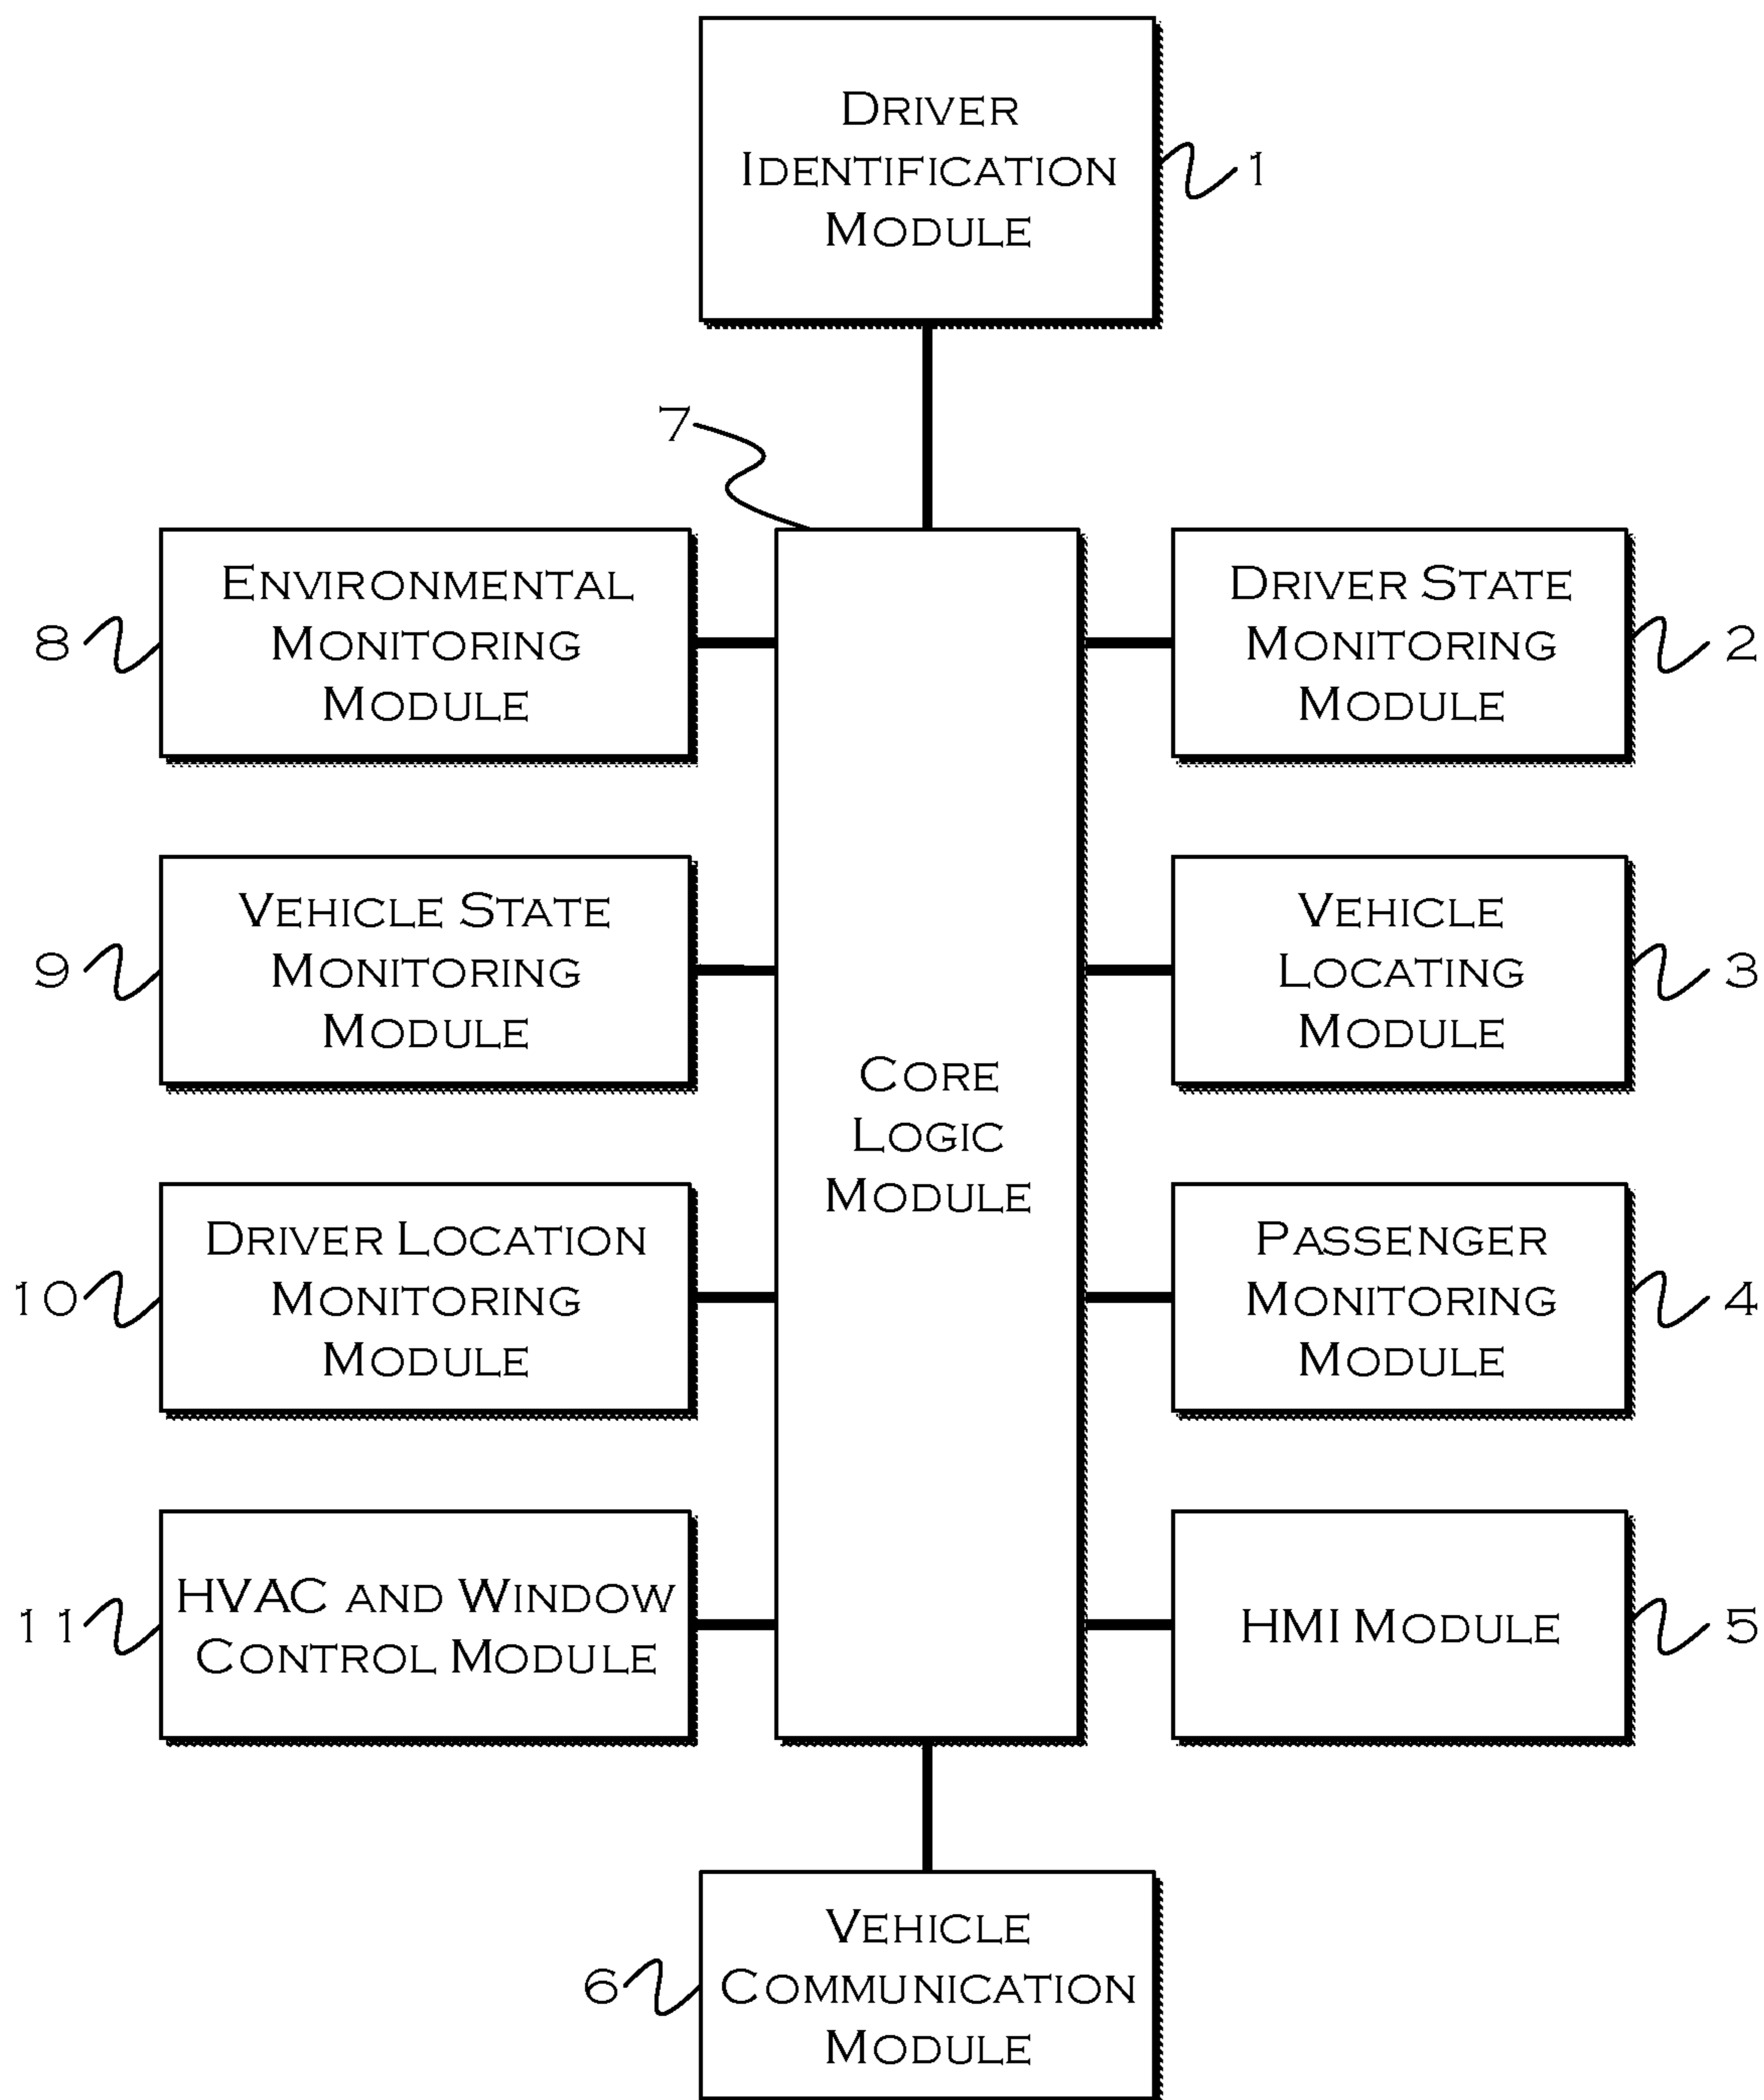 DRIVER
IDENTIFICATION
MODULE
1
7
ENVIRONMENTAL
MONITORING
MODULE
8
DRIVER STATE
MONITORING
MODULE
2
VEHICLE STATE
MONITORING
MODULE
9
VEHICLE
LOCATING
MODULE
3
CORE
LOGIC
MODULE
DRIVER LOCATION
MONITORING
MODULE
10
PASSENGER
MONITORING
MODULE
4
HVAC AND WINDOW
CONTROL MODULE
11
HMI MODULE
5
VEHICLE
COMMUNICATION
MODULE
6